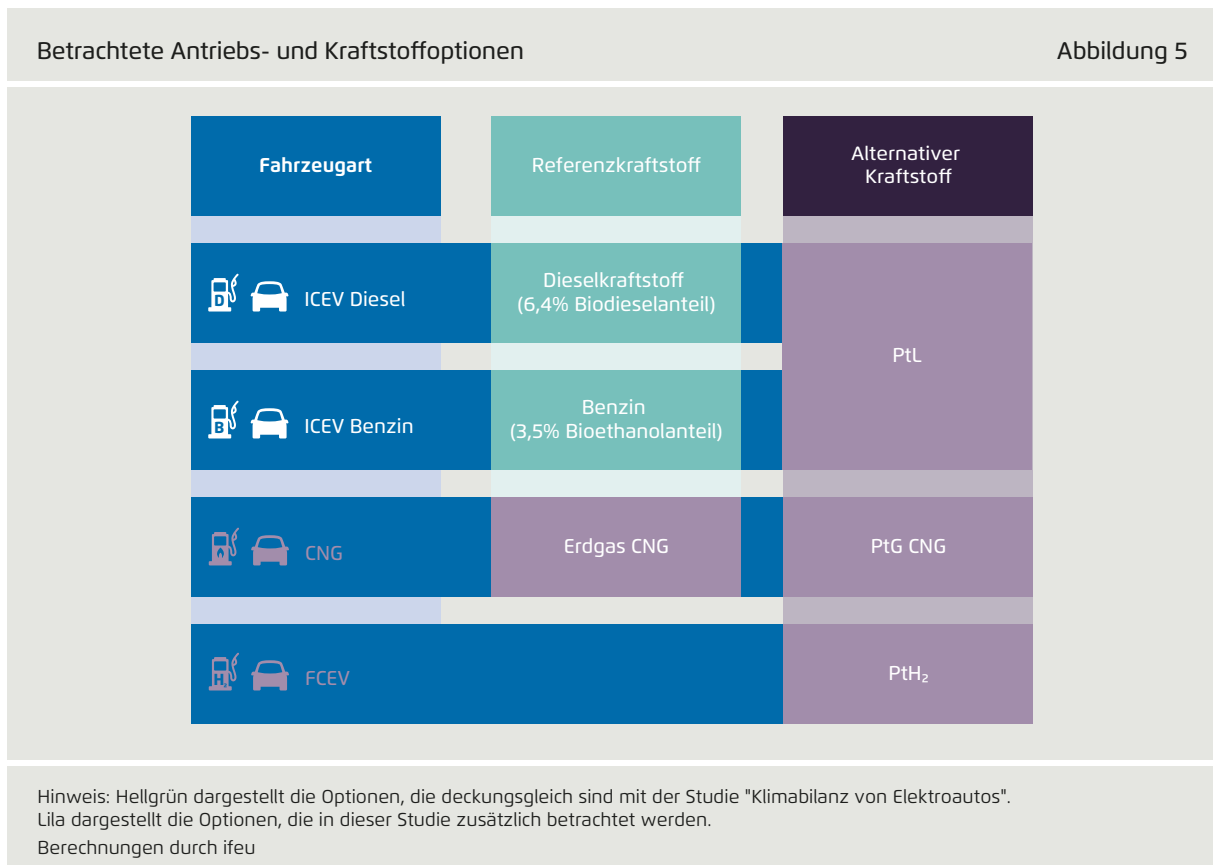 Betrachtete Antriebs- und Kraftstoffoptionen
Abbildung 5
Fahrzeugart
Referenzkraftstoff
Alternativer
Kraftstoff
D
ICEV Diesel
Dieselkraftstoff
(6,4% Biodieselanteil)
PtL
B
ICEV Benzin
Benzin
(3,5% Bioethanolanteil)
CNG
Erdgas CNG
PtG CNG
H₂
FCEV
PtH₂
Hinweis: Hellgrün dargestellt die Optionen, die deckungsgleich sind mit der Studie "Klimabilanz von Elektroautos".
Lila dargestellt die Optionen, die in dieser Studie zusätzlich betrachtet werden.
Berechnungen durch ifeu